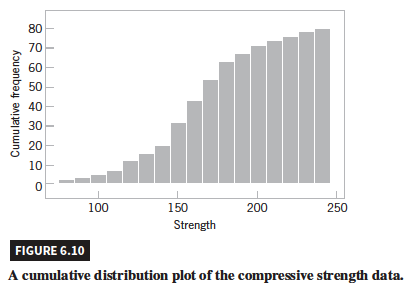 Cumulative frequency
80
70
60
50
40
30
20
10
0
100 150 200 250
Strength
FIGURE 6.10
A cumulative distribution plot of the compressive strength data.